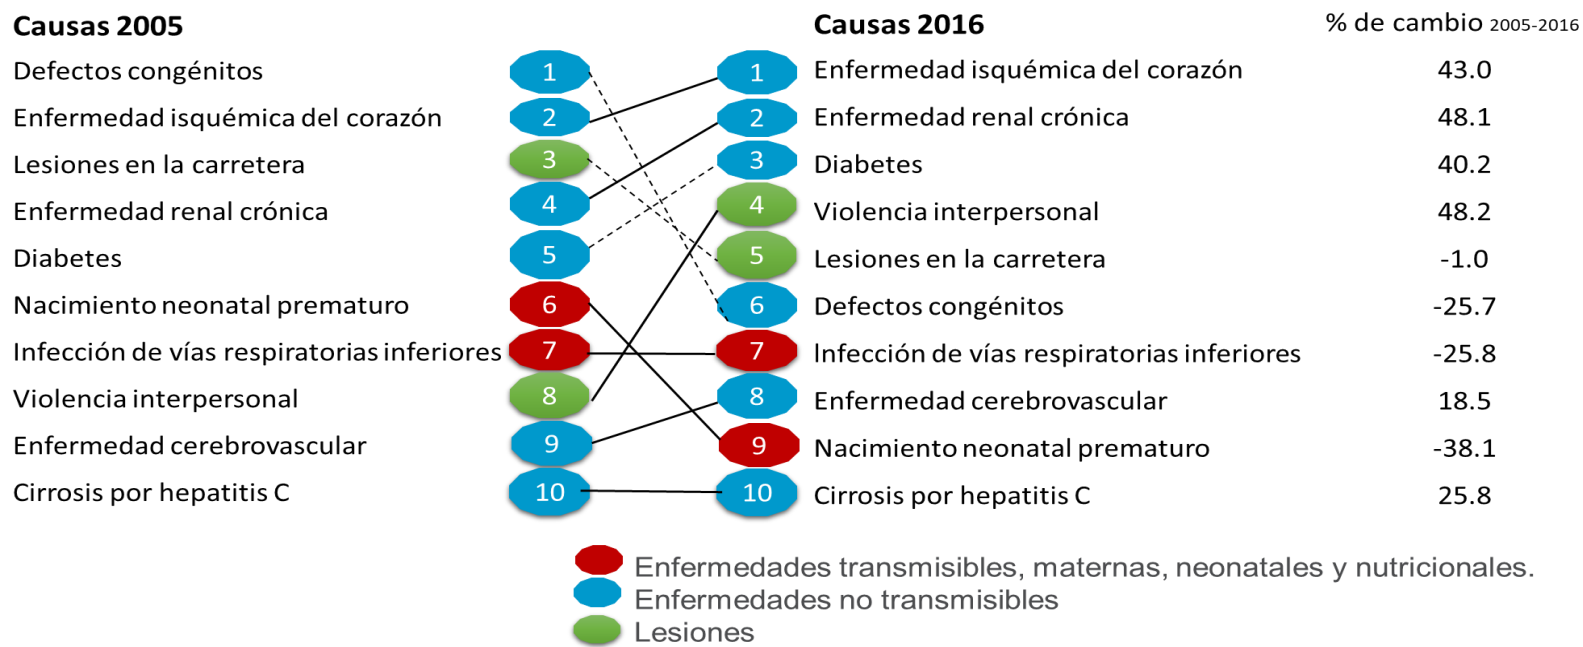 Causas 2005
Causas 2016
% de cambio 2005-2016
Defectos congénitos 1 1 Enfermedad isquémica del corazón 43.0
Enfermedad isquémica del corazón 2 2 Enfermedad renal crónica 48.1
Lesiones en la carretera 3 3 Diabetes 40.2
Enfermedad renal crónica 4 4 Violencia interpersonal 48.2
Diabetes 5 5 Lesiones en la carretera -1.0
Nacimiento neonatal prematuro 6 6 Defectos congénitos -25.7
Infección de vías respiratorias inferiores 7 7 Infección de vías respiratorias inferiores -25.8
Violencia interpersonal 8 8 Enfermedad cerebrovascular 18.5
Enfermedad cerebrovascular 9 9 Nacimiento neonatal prematuro -38.1
Cirrosis por hepatitis C 10 10 Cirrosis por hepatitis C 25.8
Enfermedades transmisibles, maternas, neonatales y nutricionales.
Enfermedades no transmisibles
Lesiones